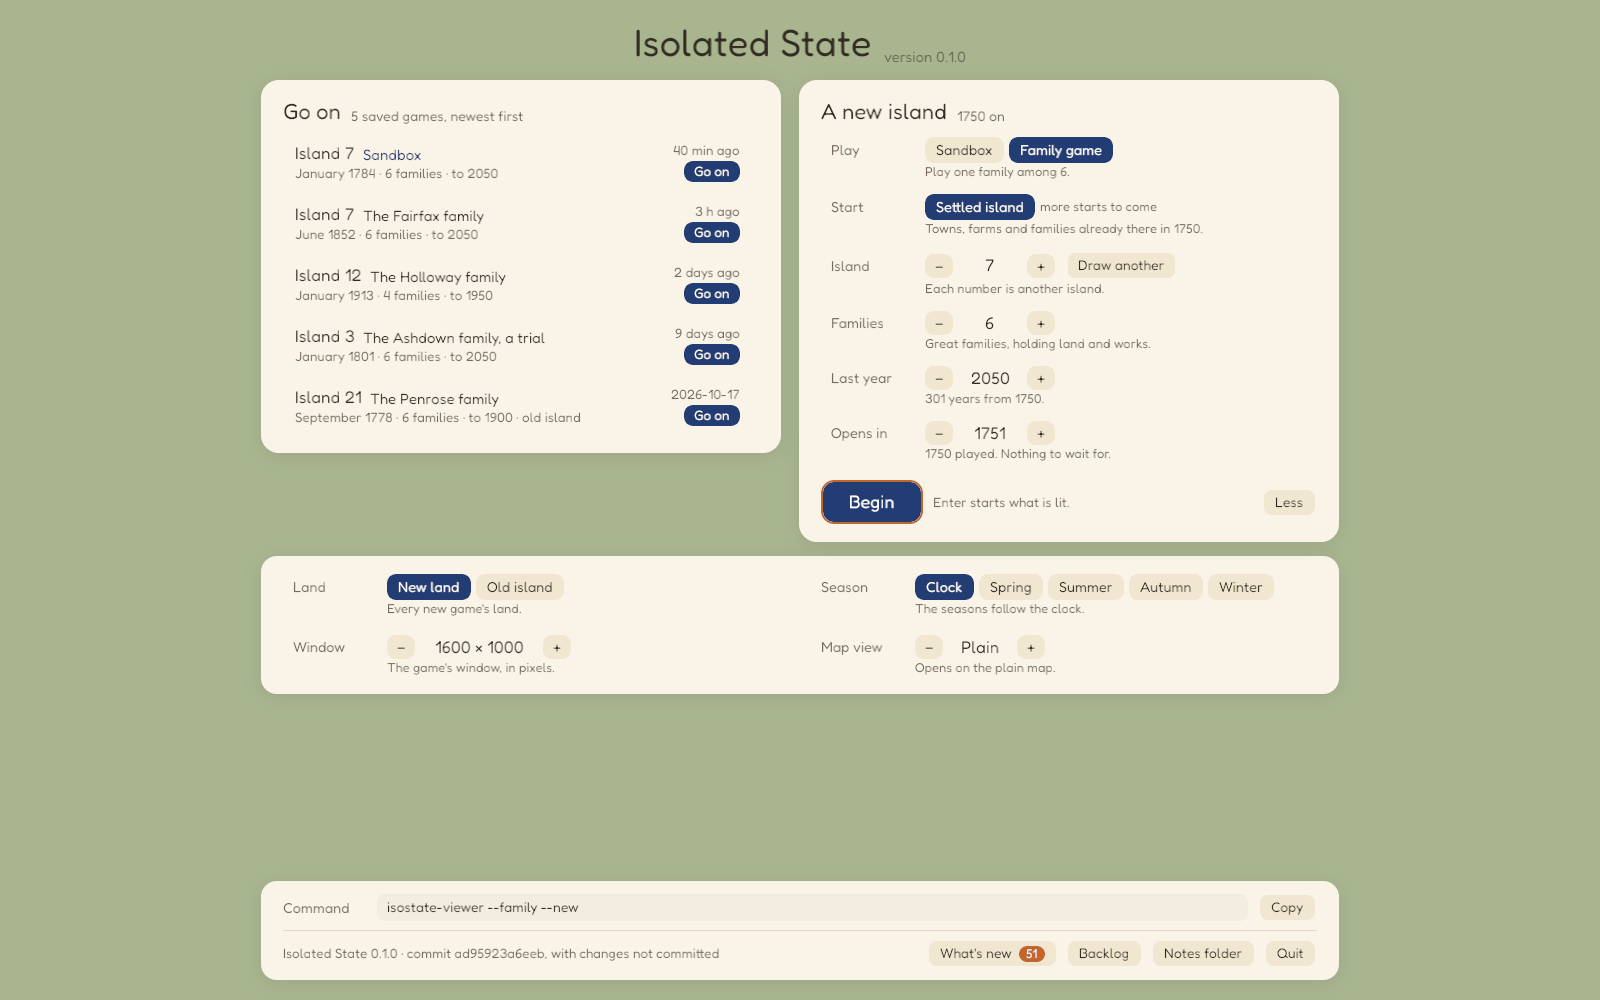 Isolated State version 0.1.0
Go on 5 saved games, newest first
Island 7 Sandbox 40 min ago
January 1784 · 6 families · to 2050 Go on
Island 7 The Fairfax family 3 h ago
June 1852 · 6 families · to 2050 Go on
Island 12 The Holloway family 2 days ago
January 1913 · 4 families · to 1950 Go on
Island 3 The Ashdown family, a trial 9 days ago
January 1801 · 6 families · to 2050 Go on
Island 21 The Penrose family 2026-10-17
September 1778 · 6 families · to 1900 · old island Go on
A new island 1750 on
Play Sandbox Family game
Play one family among 6.
Start Settled island more starts to come
Towns, farms and families already there in 1750.
Island – 7 + Draw another
Each number is another island.
Families – 6 +
Great families, holding land and works.
Last year – 2050 +
301 years from 1750.
Opens in – 1751 +
1750 played. Nothing to wait for.
Begin Enter starts what is lit. Less
Land New land Old island
Every new game's land.
Window – 1600 × 1000 +
The game's window, in pixels.
Season Clock Spring Summer Autumn Winter
The seasons follow the clock.
Map view – Plain +
Opens on the plain map.
Command isostate-viewer --family --new Copy
Isolated State 0.1.0 · commit ad95923a6eeb, with changes not committed What's new 51 Backlog Notes folder Quit